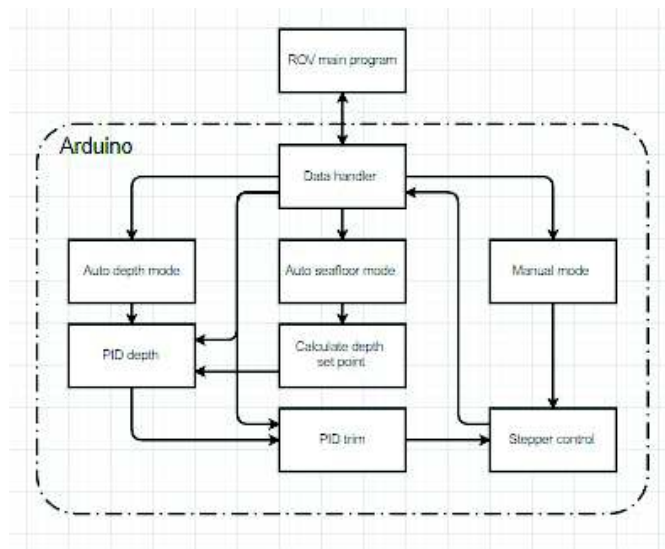 ROV main program
Arduino
Data handler
Auto depth mode
Auto seafloor mode
Manual mode
PID depth
Calculate depth
set point
PID trim
Stepper control